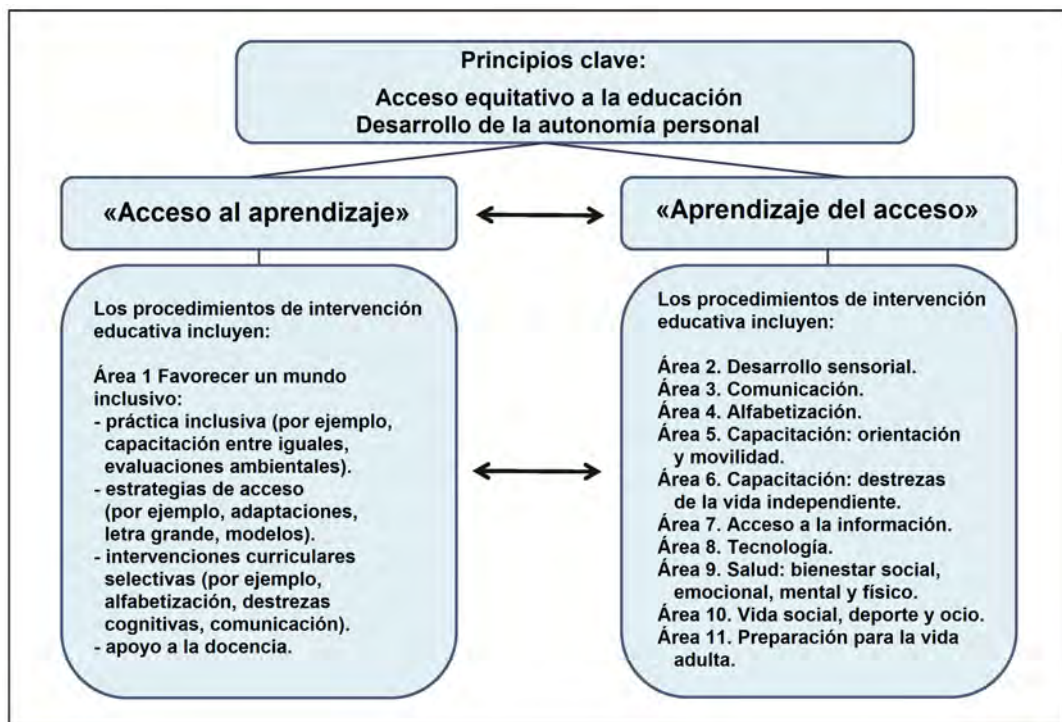 Principios clave:
Acceso equitativo a la educación
Desarrollo de la autonomía personal
«Acceso al aprendizaje»
«Aprendizaje del acceso»
Los procedimientos de intervención
educativa incluyen:
Área 1 Favorecer un mundo
inclusivo:
- práctica inclusiva (por ejemplo,
capacitación entre iguales,
evaluaciones ambientales).
- estrategias de acceso
(por ejemplo, adaptaciones,
letra grande, modelos).
- intervenciones curriculares
selectivas (por ejemplo,
alfabetización, destrezas
cognitivas, comunicación).
- apoyo a la docencia.
Los procedimientos de intervención
educativa incluyen:
Área 2. Desarrollo sensorial.
Área 3. Comunicación.
Área 4. Alfabetización.
Área 5. Capacitación: orientación
y movilidad.
Área 6. Capacitación: destrezas
de la vida independiente.
Área 7. Acceso a la información.
Área 8. Tecnología.
Área 9. Salud: bienestar social,
emocional, mental y físico.
Área 10. Vida social, deporte y ocio.
Área 11. Preparación para la vida
adulta.